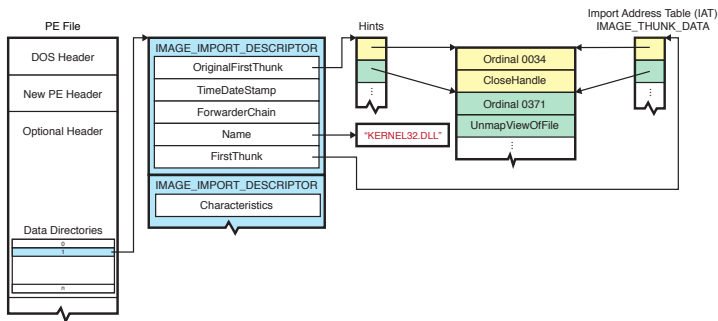 PE File
DOS Header
New PE Header
Optional Header
Data Directories
0
1
n
IMAGE_IMPORT_DESCRIPTOR
OriginalFirstThunk
TimeDateStamp
ForwarderChain
Name
FirstThunk
IMAGE_IMPORT_DESCRIPTOR
Characteristics
Hints
⋮
"KERNEL32.DLL"
Ordinal 0034
CloseHandle
Ordinal 0371
UnmapViewOfFile
⋮
Import Address Table (IAT)
IMAGE_THUNK_DATA
⋮